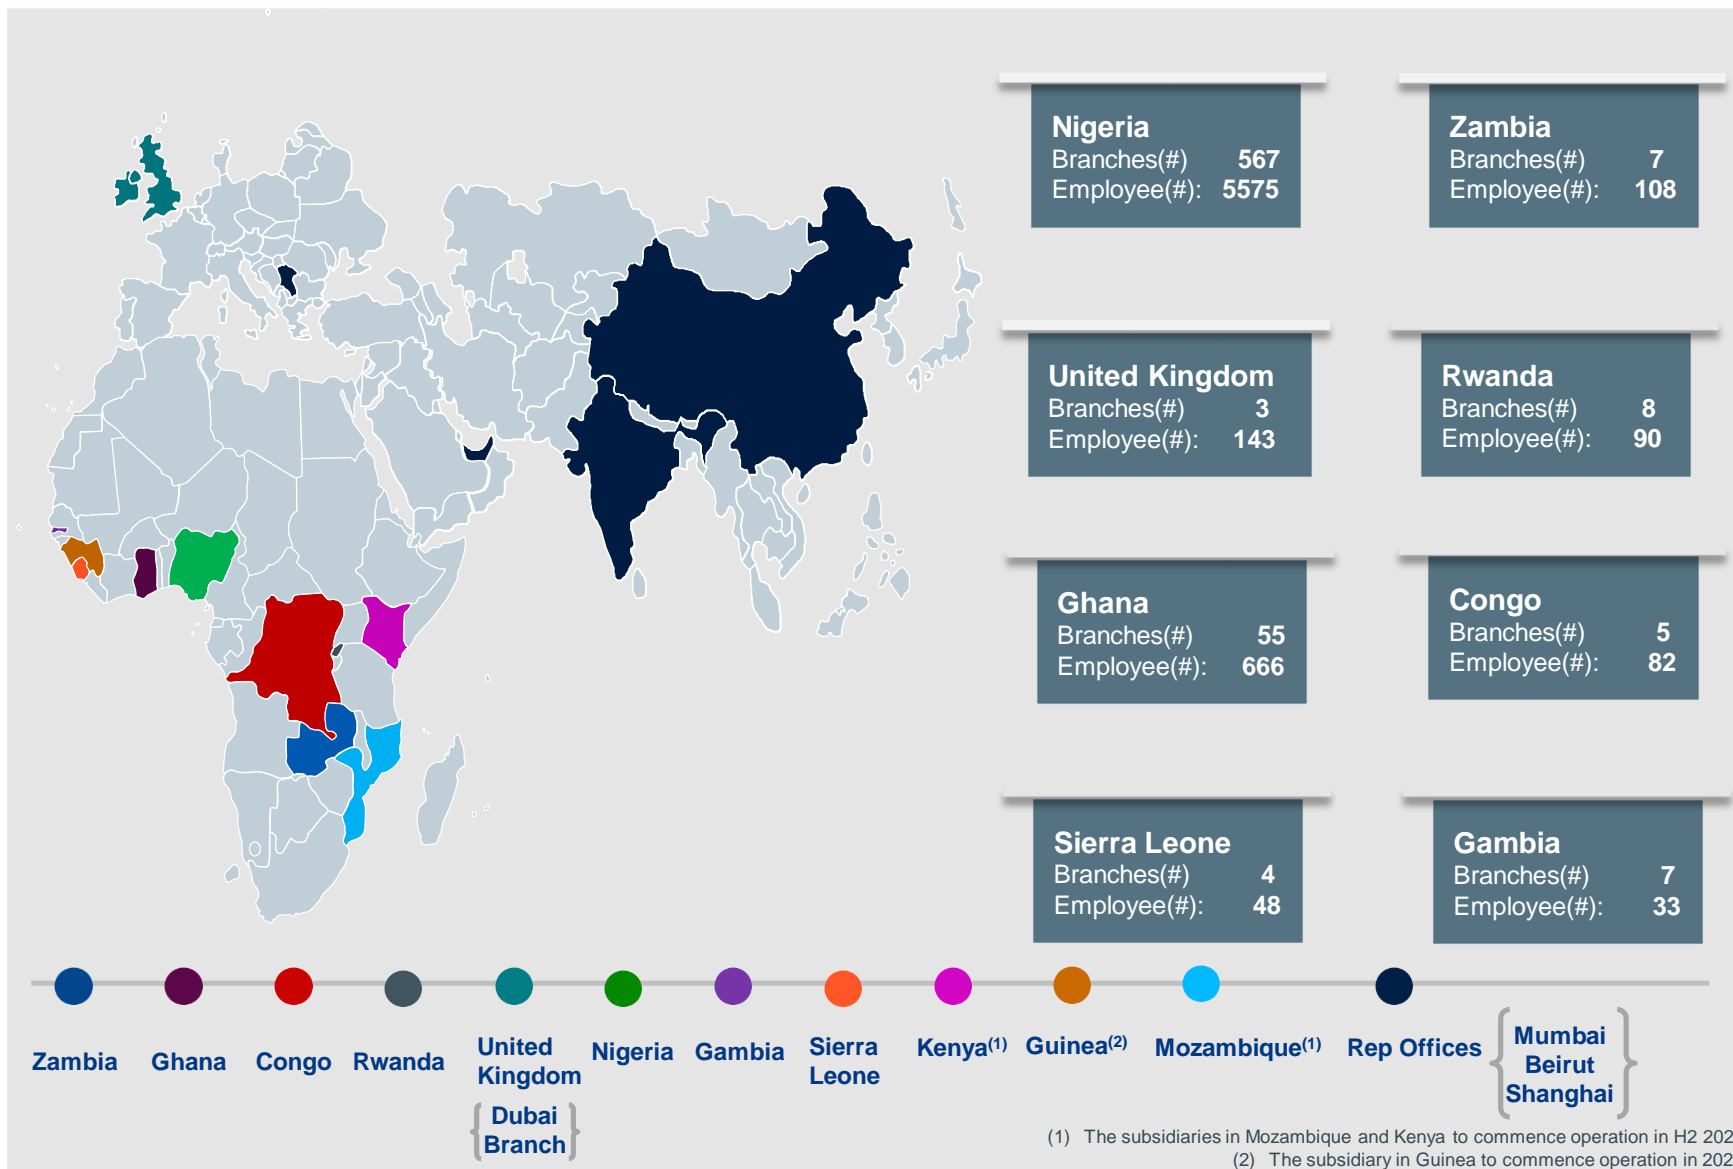 Nigeria
Branches(#) 567
Employee(#): 5575
Zambia
Branches(#) 7
Employee(#): 108
United Kingdom
Branches(#) 3
Employee(#): 143
Rwanda
Branches(#) 8
Employee(#): 90
Ghana
Branches(#) 55
Employee(#): 666
Congo
Branches(#) 5
Employee(#): 82
Sierra Leone
Branches(#) 4
Employee(#): 48
Gambia
Branches(#) 7
Employee(#): 33
Zambia
Ghana
Congo
Rwanda
United
Kingdom
Dubai
Branch
Nigeria
Gambia
Sierra
Leone
Kenya(1)
Guinea(2)
Mozambique(1)
Rep Offices
Mumbai
Beirut
Shanghai
(1) The subsidiaries in Mozambique and Kenya to commence operation in H2 202
(2) The subsidiary in Guinea to commence operation in 202